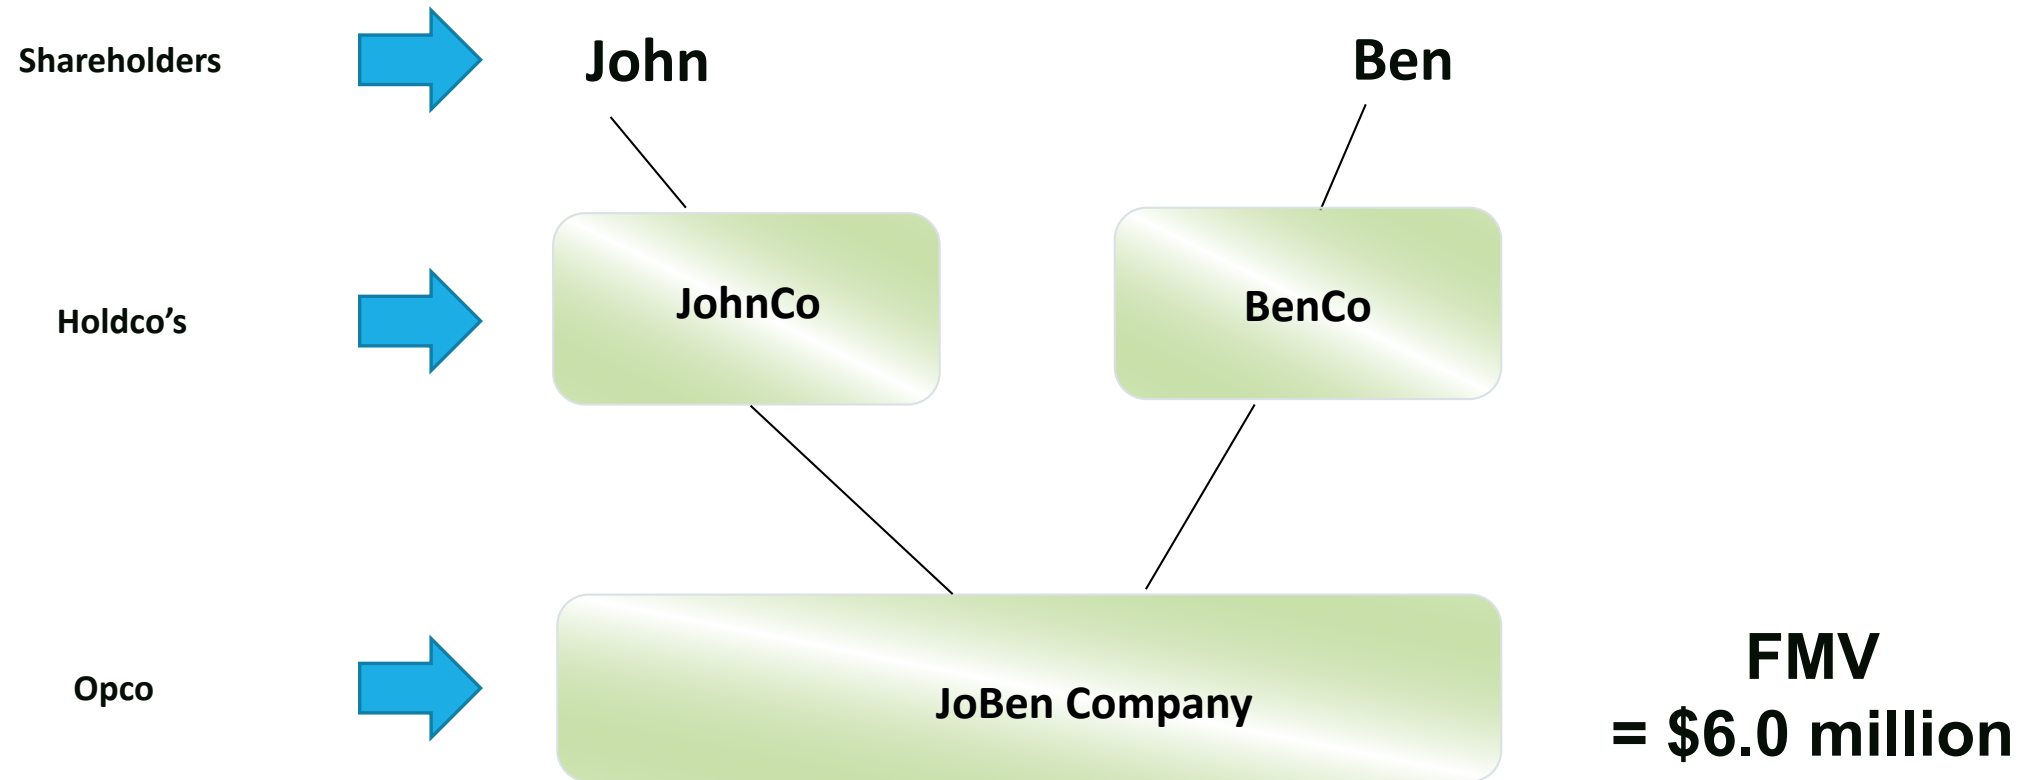 Shareholders
John
Ben
Holdco’s
JohnCo
BenCo
Opco
JoBen Company
FMV
= $6.0 million